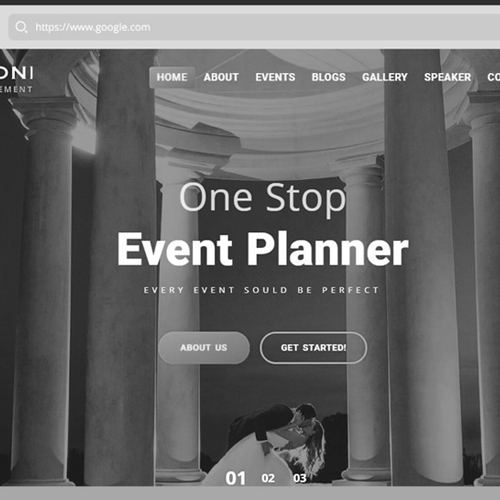 https://www.google.com
ONI
EMENT
HOME ABOUT EVENTS BLOGS GALLERY SPEAKER CO
One Stop
Event Planner
EVERY EVENT SOULD BE PERFECT
ABOUT US GET STARTED!
01 02 03